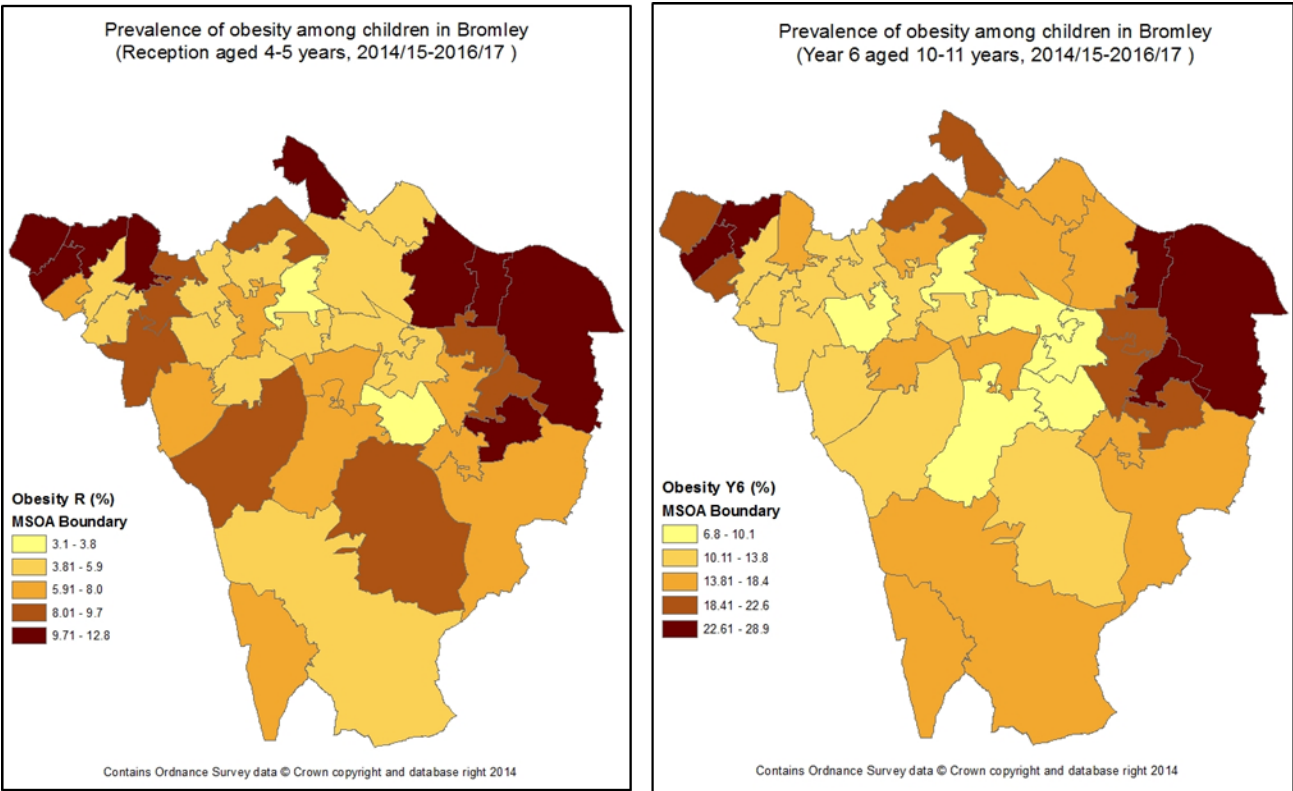 Prevalence of obesity among children in Bromley
(Reception aged 4-5 years, 2014/15-2016/17 )
Obesity R (%)
MSOA Boundary
3.1 - 3.8
3.81 - 5.9
5.91 - 8.0
8.01 - 9.7
9.71 - 12.8
Contains Ordnance Survey data © Crown copyright and database right 2014
Prevalence of obesity among children in Bromley
(Year 6 aged 10-11 years, 2014/15-2016/17 )
Obesity Y6 (%)
MSOA Boundary
6.8 - 10.1
10.11 - 13.8
13.81 - 18.4
18.41 - 22.6
22.61 - 28.9
Contains Ordnance Survey data © Crown copyright and database right 2014